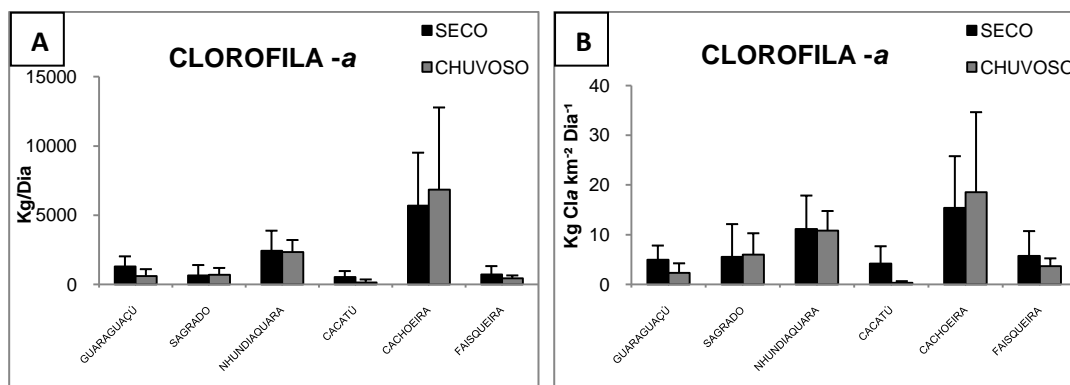 A
CLOROFILA -a
SECO
CHUVOSO
Kg/Dia
15000
10000
5000
0
GUARAGUAÇÚ
SAGRADO
NHUNDIAQUARA
CACATÚ
CACHOEIRA
FAISQUEIRA
B
CLOROFILA -a
SECO
CHUVOSO
Kg Cla km⁻² Dia⁻¹
40
30
20
10
0
GUARAGUAÇÚ
SAGRADO
NHUNDIAQUARA
CACATÚ
CACHOEIRA
FAISQUEIRA